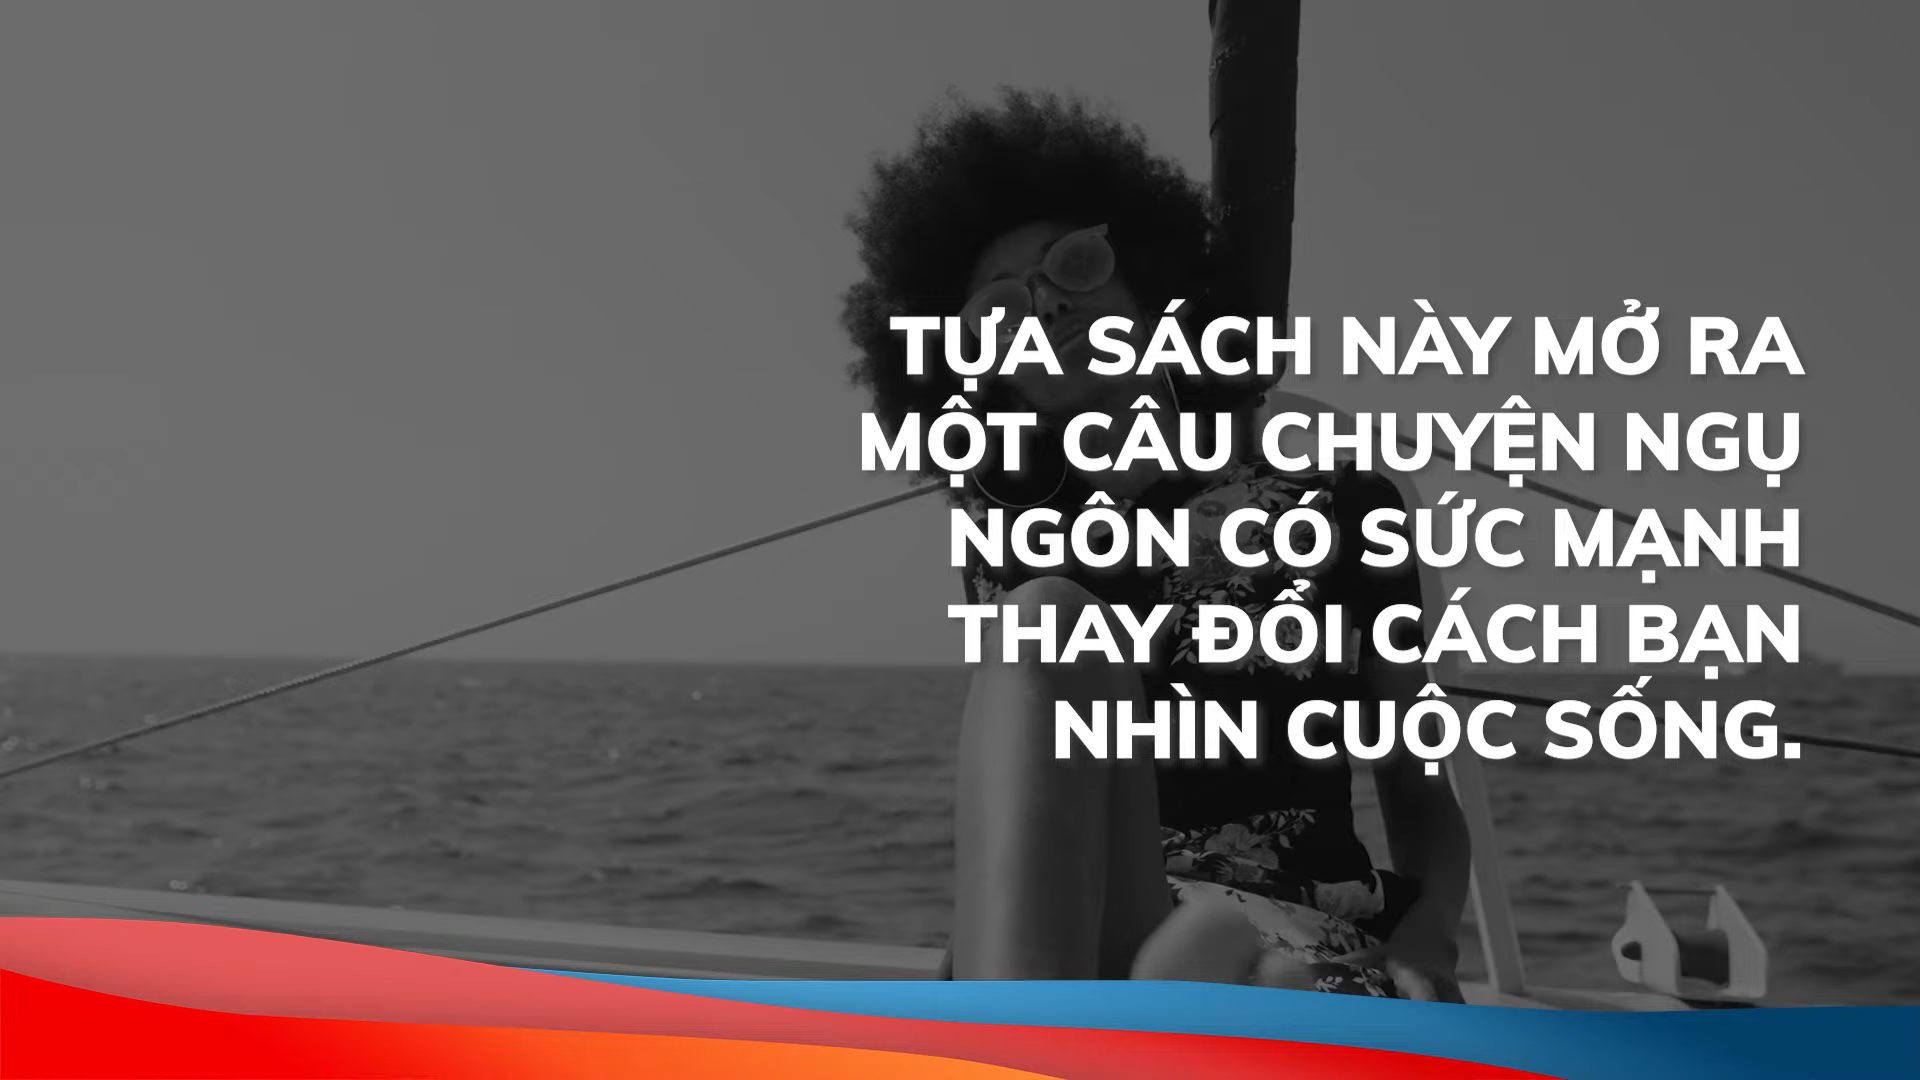 TỰA SÁCH NÀY MỞ RA
MỘT CÂU CHUYỆN NGỤ
NGÔN CÓ SỨC MẠNH
THAY ĐỔI CÁCH BẠN
NHÌN CUỘC SỐNG.